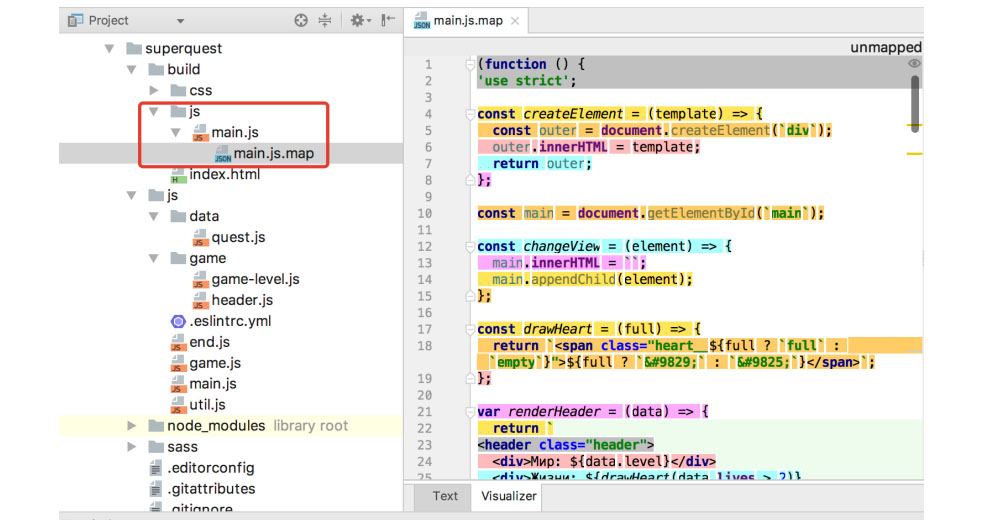 Project
superquest
build
css
js
main.js
main.js.map
index.html
js
data
quest.js
game
game-level.js
header.js
.eslintrc.yml
end.js
game.js
main.js
util.js
node_modules library root
sass
.editorconfig
.gitattributes
.gitignore
main.js.map
unmapped
1 (function () {
2 'use strict';
3
4 const createElement = (template) => {
5 const outer = document.createElement(`div`);
6 outer.innerHTML = template;
7 return outer;
8 };
9
10 const main = document.getElementById(`main`);
11
12 const changeView = (element) => {
13 main.innerHTML = ``;
14 main.appendChild(element);
15 };
16
17 const drawHeart = (full) => {
18 return `<span class="heart__${full ? `full` :
`empty`}">${full ? `&#9829;` : `&#9825;`}</span>`;
19 };
20
21 var renderHeader = (data) => {
22 return `
23 <header class="header">
24 <div>Мир: ${data.level}</div>
25 <div>Жизни: ${drawHeart(data.lives > 2)}
Text Visualizer